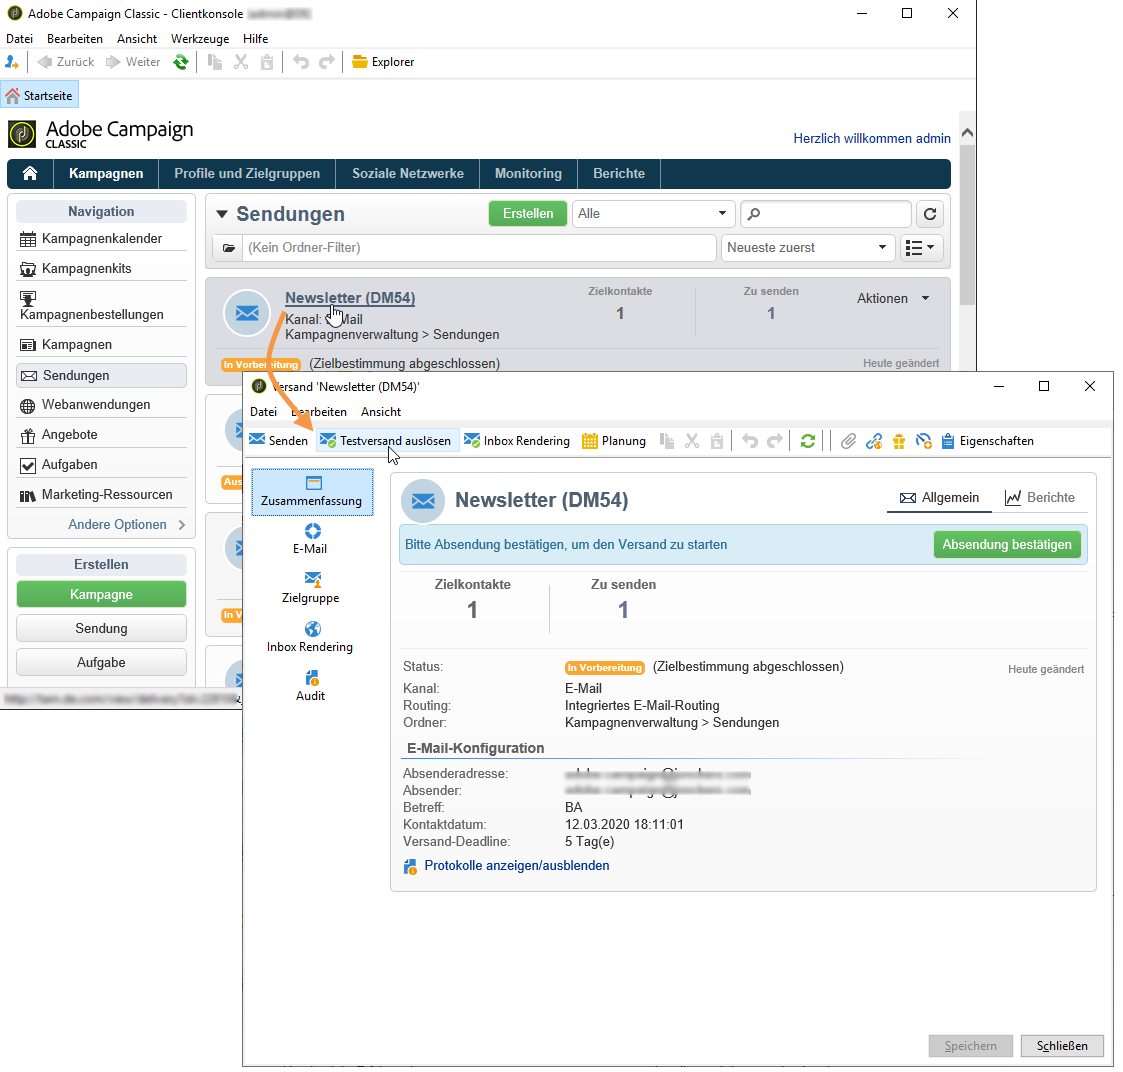 Adobe Campaign Classic - Clientkonsole
Datei Bearbeiten Ansicht Werkzeuge Hilfe
Zurück Weiter Explorer
Startseite
Adobe Campaign
CLASSIC
Herzlich willkommen admin
Kampagnen Profile und Zielgruppen Soziale Netzwerke Monitoring Berichte
Navigation
Kampagnenkalender
Kampagnenkits
Kampagnenbestellungen
Kampagnen
Sendungen
Webanwendungen
Angebote
Aufgaben
Marketing-Ressourcen
Andere Optionen
Erstellen
Kampagne
Sendung
Aufgabe
Sendungen Erstellen Alle
(Kein Ordner-Filter) Neueste zuerst
Newsletter (DM54) Zielkontakte Zu senden Aktionen
1 1
Kanal:
Kampagnenverwaltung > Sendungen
In Vorbereitung (Zielbestimmung abgeschlossen) Heute geändert
Versand 'Newsletter (DM54)'
Datei Bearbeiten Ansicht
Senden Testversand auslösen Inbox Rendering Planung Eigenschaften
Zusammenfassung
E-Mail
Zielgruppe
Inbox Rendering
Audit
Newsletter (DM54) Allgemein Berichte
Bitte Absendung bestätigen, um den Versand zu starten Absendung bestätigen
Zielkontakte Zu senden
1 1
Status: In Vorbereitung (Zielbestimmung abgeschlossen) Heute geändert
Kanal: E-Mail
Routing: Integriertes E-Mail-Routing
Ordner: Kampagnenverwaltung > Sendungen
E-Mail-Konfiguration
Absenderadresse:
Absender:
Betreff: BA
Kontaktdatum: 12.03.2020 18:11:01
Versand-Deadline: 5 Tag(e)
Protokolle anzeigen/ausblenden
Speichern Schließen